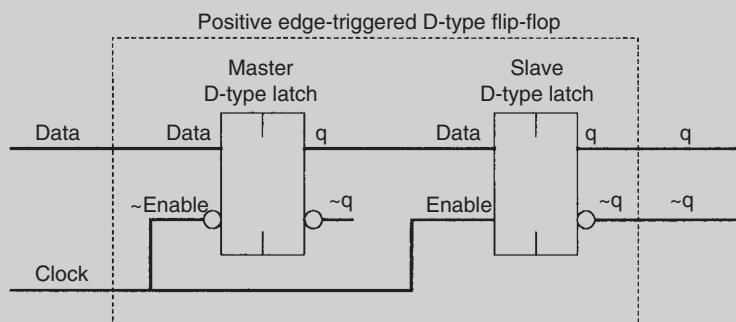 Positive edge-triggered D-type flip-flop
Master
D-type latch
Slave
D-type latch
Data
Data
q
Data
q
q
~Enable
~q
Enable
~q
~q
Clock